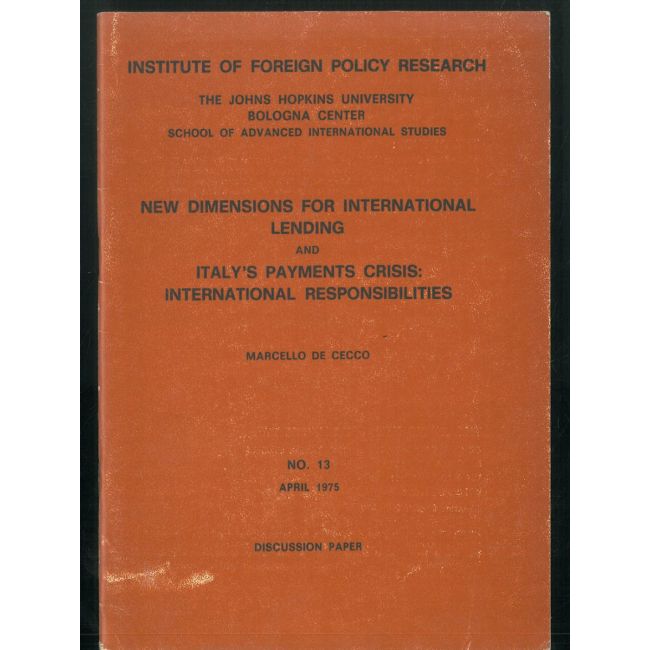 INSTITUTE OF FOREIGN POLICY RESEARCH
THE JOHNS HOPKINS UNIVERSITY
BOLOGNA CENTER
SCHOOL OF ADVANCED INTERNATIONAL STUDIES
NEW DIMENSIONS FOR INTERNATIONAL
LENDING
AND
ITALY'S PAYMENTS CRISIS:
INTERNATIONAL RESPONSIBILITIES
MARCELLO DE CECCO
NO. 13
APRIL 1975
DISCUSSION PAPER